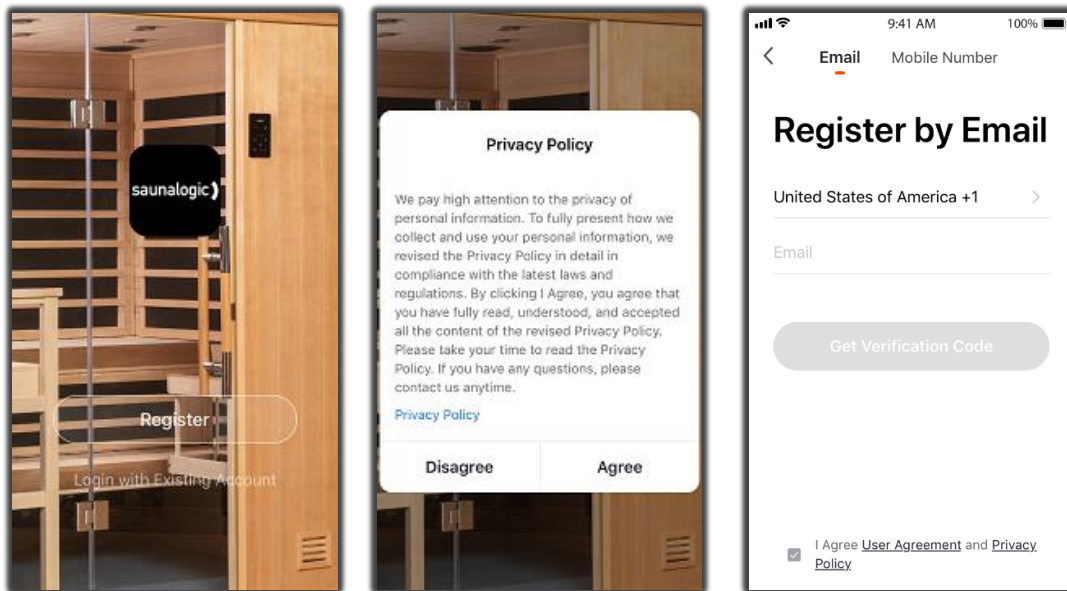 saunalogic
Register
Login with Existing Account
Privacy Policy
We pay high attention to the privacy of
personal information. To fully present how we
collect and use your personal information, we
revised the Privacy Policy in detail in
compliance with the latest laws and
regulations. By clicking I Agree, you agree that
you have fully read, understood, and accepted
all the content of the revised Privacy Policy.
Please take your time to read the Privacy
Policy. If you have any questions, please
contact us anytime.
Privacy Policy
Disagree Agree
9:41 AM 100%
Email Mobile Number
Register by Email
United States of America +1
Email
Get Verification Code
I Agree User Agreement and Privacy
Policy